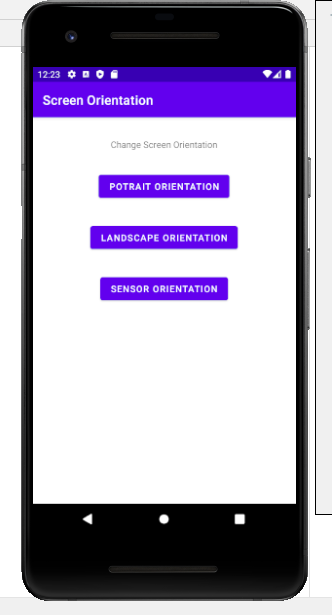 12:23
Screen Orientation
Change Screen Orientation
POTRAIT ORIENTATION
LANDSCAPE ORIENTATION
SENSOR ORIENTATION